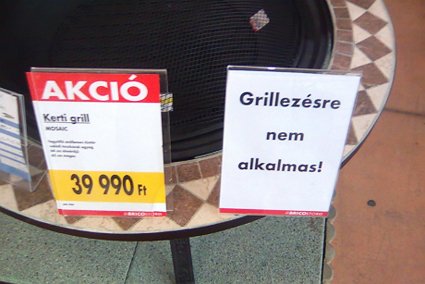 AKCIÓ
Kerti grill
MOSAIC
39 990 Ft
BRICOSTORE
Grillezésre
nem
alkalmas!
BRICOSTORE